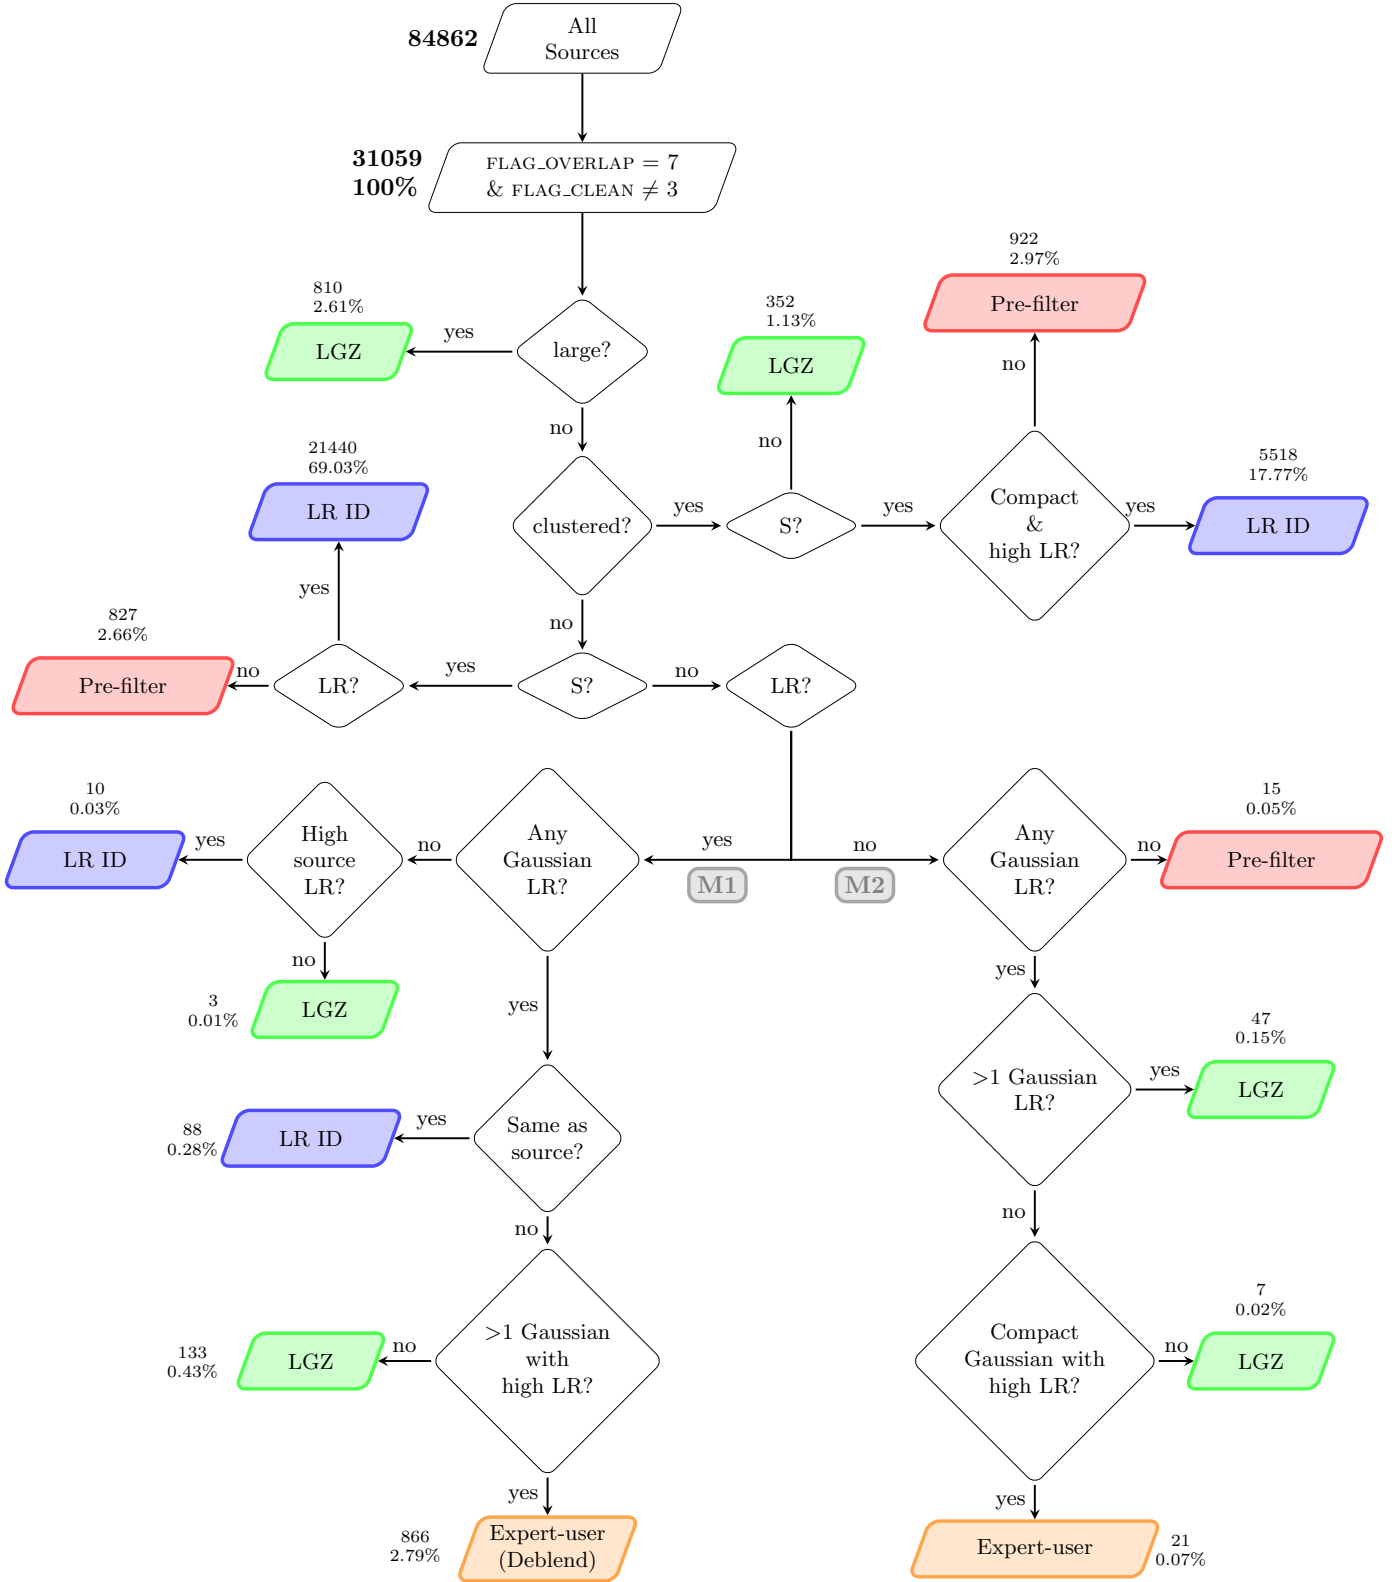 84862
All
Sources
31059
100%
FLAG_OVERLAP = 7
& FLAG_CLEAN ≠ 3
922
2.97%
Pre-filter
810
2.61%
LGZ
yes
large?
352
1.13%
LGZ
no
no
no
21440
69.03%
LR ID
clustered?
yes
S?
yes
Compact
&
high LR?
yes
5518
17.77%
LR ID
yes
no
827
2.66%
Pre-filter
no
LR?
yes
S?
no
LR?
10
0.03%
LR ID
yes
High
source
LR?
no
Any
Gaussian
LR?
yes
M1
no
M2
Any
Gaussian
LR?
no
15
0.05%
Pre-filter
no
3
0.01%
LGZ
yes
yes
>1 Gaussian
LR?
yes
47
0.15%
LGZ
88
0.28%
LR ID
yes
Same as
source?
no
no
133
0.43%
LGZ
no
>1 Gaussian
with
high LR?
Compact
Gaussian with
high LR?
no
7
0.02%
LGZ
yes
yes
866
2.79%
Expert-user
(Deblend)
Expert-user
21
0.07%